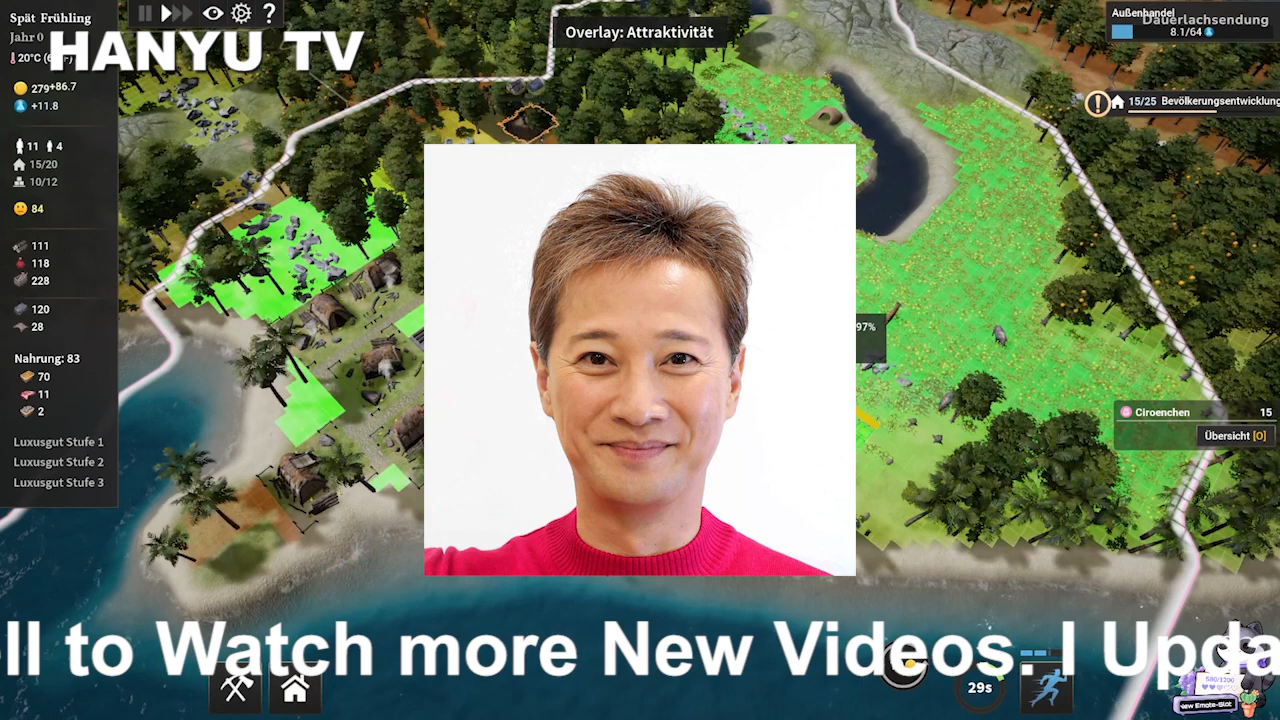 Spät Frühling
Jahr 0
20°C
HANYU TV
279+86.7
+11.8
11 4
15/20
10/12
84
111
118
228
120
28
Nahrung: 83
70
11
2
Luxusgut Stufe 1
Luxusgut Stufe 2
Luxusgut Stufe 3
?
Overlay: Attraktivität
Außenhandel
Dauerlachsendung
8.1/64
15/25 Bevölkerungsentwicklung
97%
Ciroenchen 15
Übersicht [O]
ll to Watch more New Videos. I Upda
29s
580/1200
New Emote-Slot